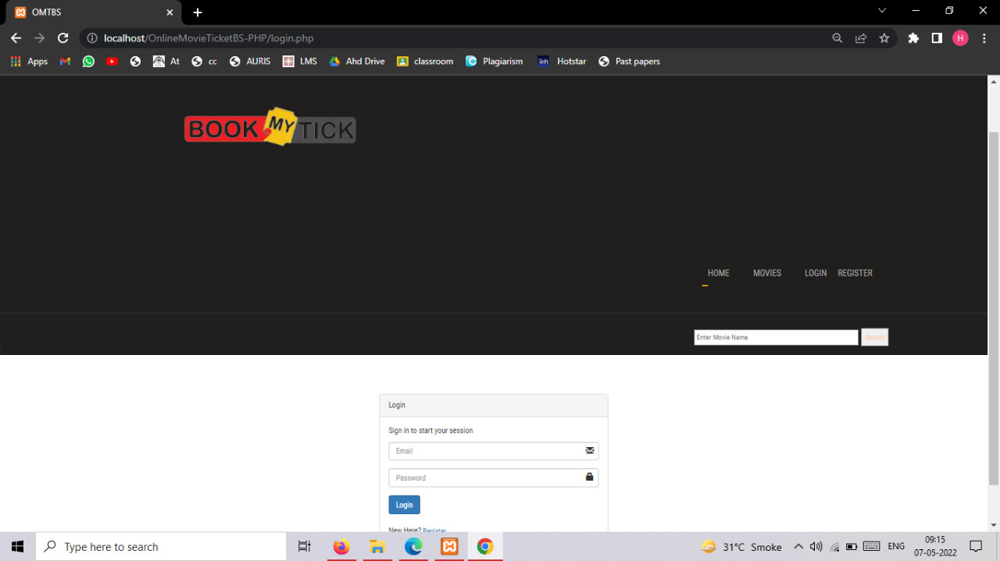 OMTBS
localhost/OnlineMovieTicketBS-PHP/login.php
H
Apps At cc AURIS LMS Ahd Drive classroom Plagiarism Hotstar Past papers
BOOK MY TICK
HOME MOVIES LOGIN REGISTER
Enter Movie Name Search
Login
Sign in to start your session
Email
Password
Login
New Here? Register
Type here to search
31°C Smoke ENG
09:15
07-05-2022